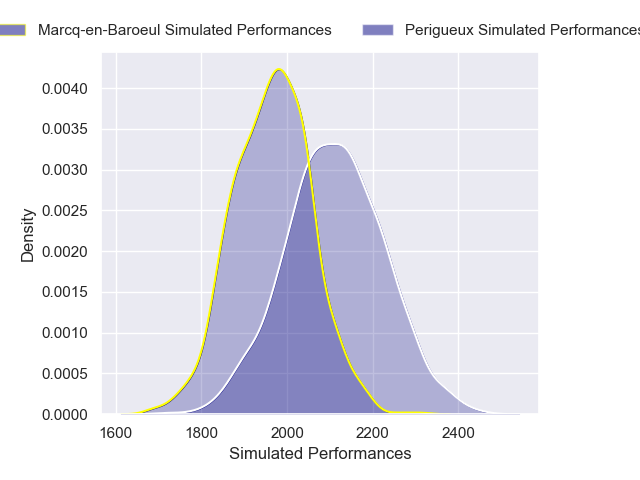 Marcq-en-Baroeul Simulated Performances Perigueux Simulated Performances
0.0040
0.0035
0.0030
0.0025
0.0020
0.0015
0.0010
0.0005
0.0000
Density
1600 1800 2000 2200 2400
Simulated Performances